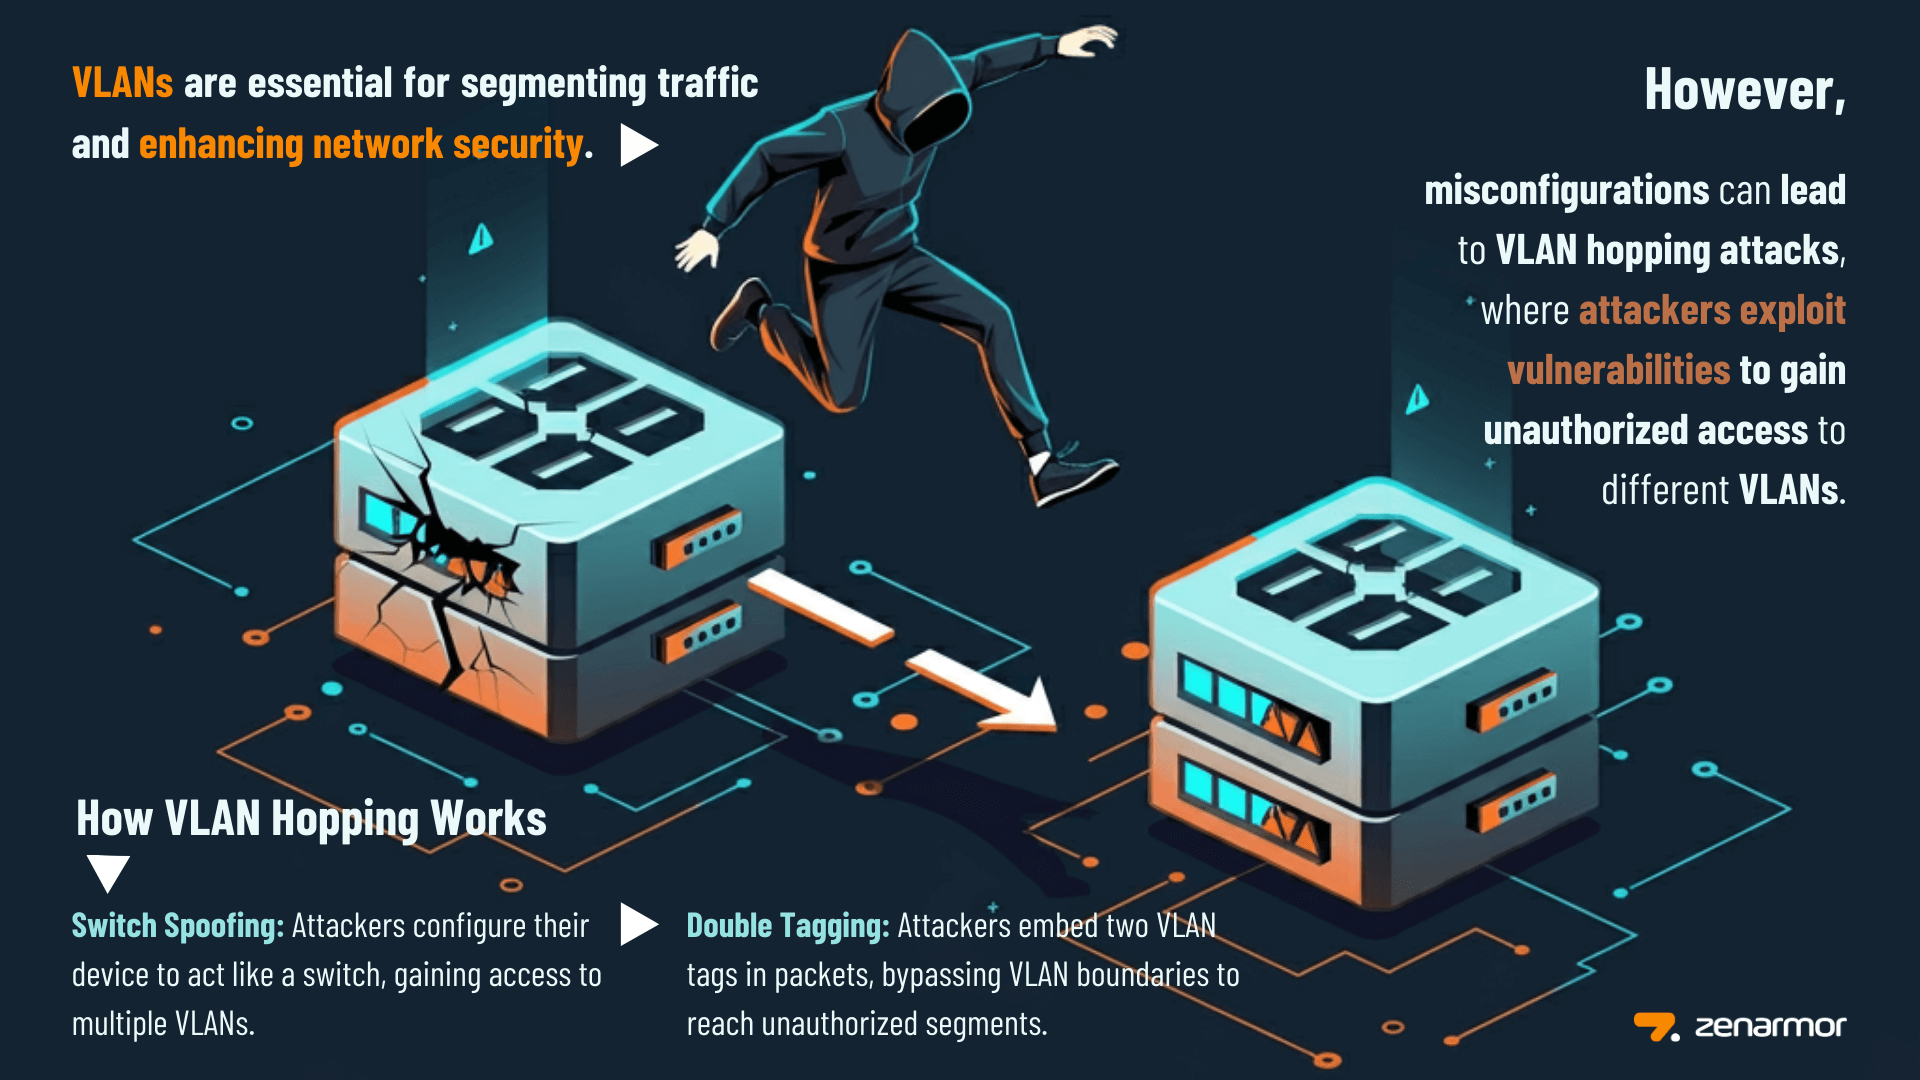 VLANs are essential for segmenting traffic
and enhancing network security.
However,
misconfigurations can lead
to VLAN hopping attacks,
where attackers exploit
vulnerabilities to gain
unauthorized access to
different VLANs.
How VLAN Hopping Works
Switch Spoofing: Attackers configure their
device to act like a switch, gaining access to
multiple VLANs.
Double Tagging: Attackers embed two VLAN
tags in packets, bypassing VLAN boundaries to
reach unauthorized segments.
zenarmor